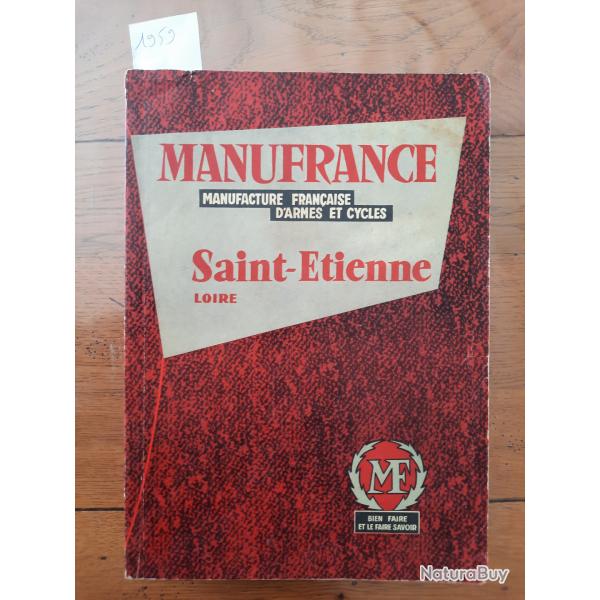 1959
MANUFRANCE
MANUFACTURE FRANÇAISE
D'ARMES ET CYCLES
Saint-Etienne
LOIRE
MF
BIEN FAIRE
ET LE FAIRE SAVOIR
NaturaBuy